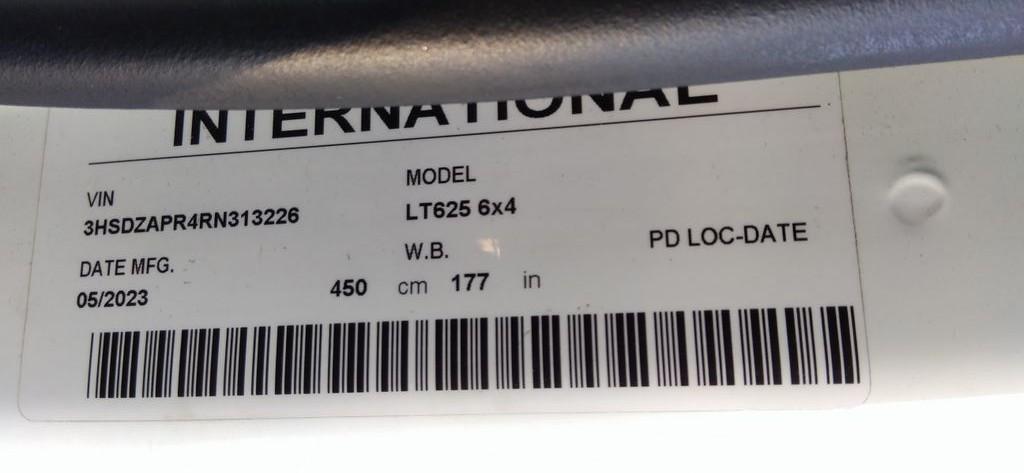 INTERNATIONAL
VIN
3HSDZAPR4RN313226
MODEL
LT625 6x4
DATE MFG.
05/2023
W.B.
450 cm 177 in
PD LOC-DATE